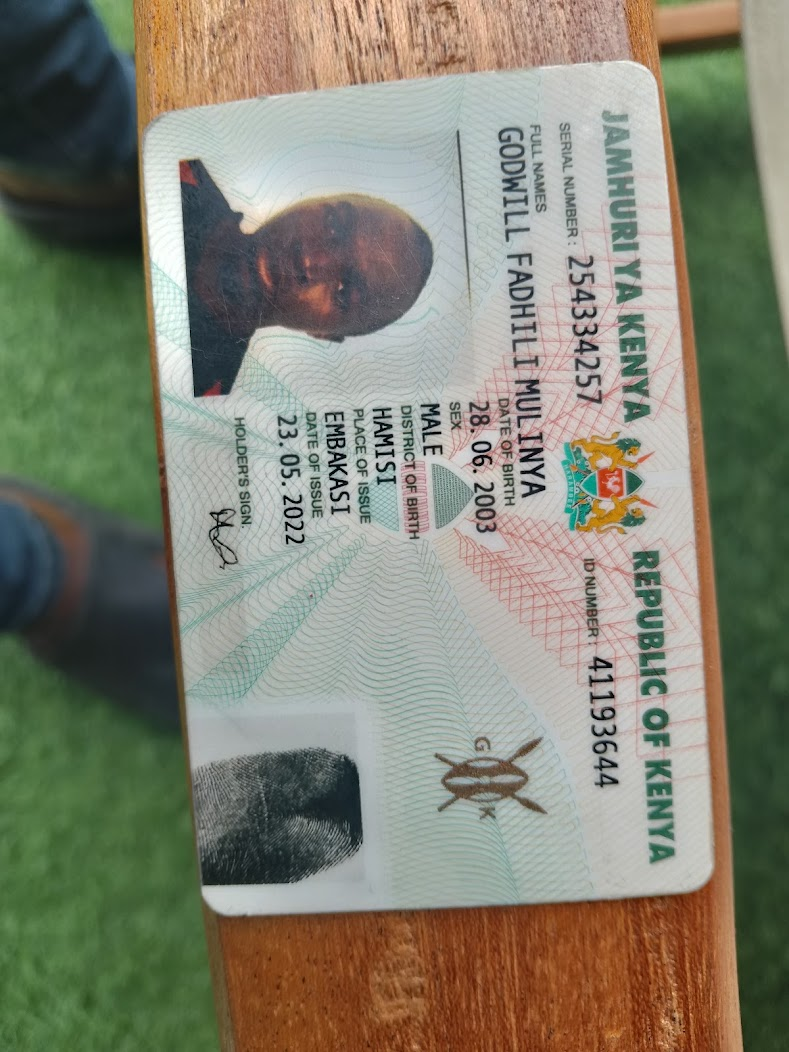 JAMHURI YA KENYA REPUBLIC OF KENYA
SERIAL NUMBER: 254334257 ID NUMBER: 41193644
FULL NAMES
GODWILL FADHILI MULINYA
DATE OF BIRTH
28. 06. 2003
SEX
MALE
DISTRICT OF BIRTH
HAMISI
PLACE OF ISSUE
EMBAKASI
DATE OF ISSUE
23. 05. 2022
HOLDER'S SIGN.
G K
HARAMBEE